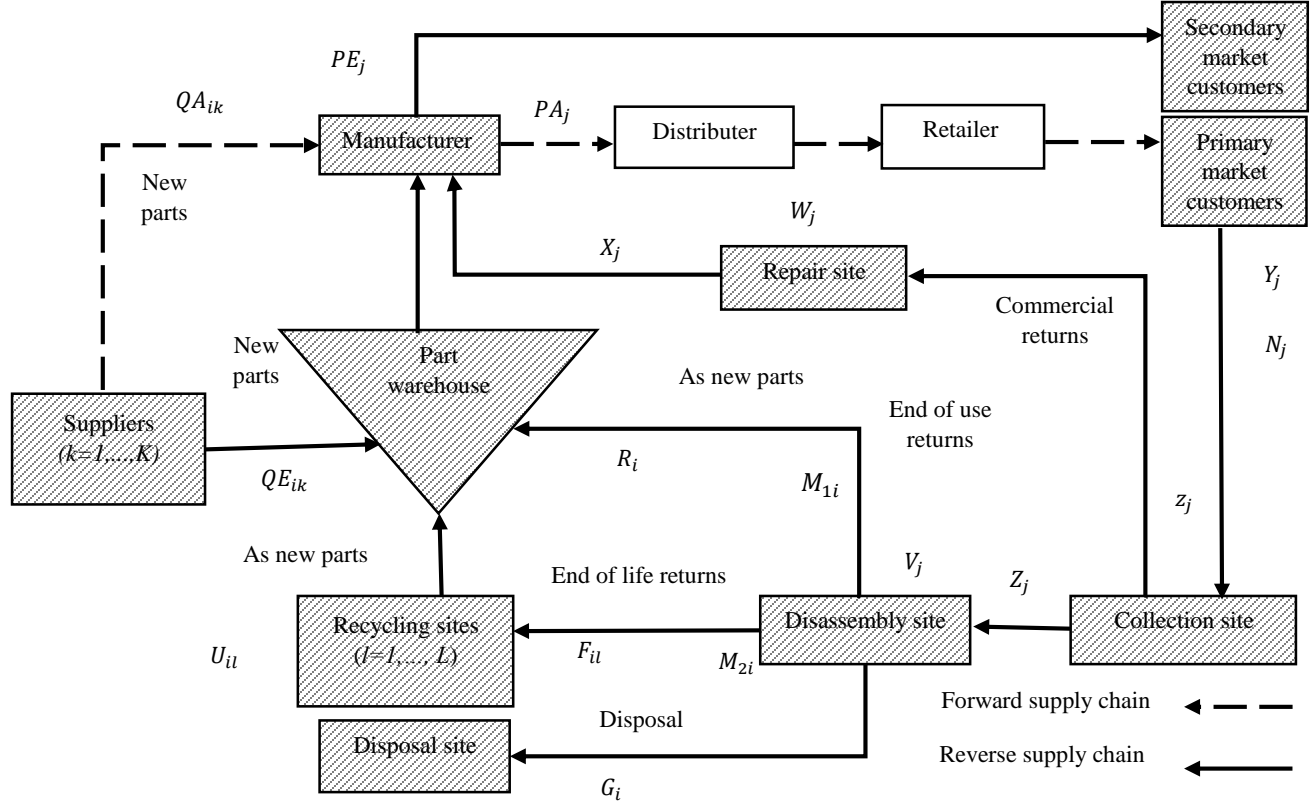 Secondary
market
customers
PE_j
QA_ik
Manufacturer
PA_j
Distributer
Retailer
Primary
market
customers
New
parts
W_j
X_j
Repair site
Commercial
returns
Y_j
N_j
New
parts
Part
warehouse
As new parts
End of use
returns
Suppliers
(k=1,...,K)
QE_ik
R_i
M_1i
z_j
As new parts
End of life returns
V_j
Z_j
Recycling sites
(l=1,..., L)
U_il
F_il
Disassembly site
M_2i
Collection site
Disposal
Disposal site
G_i
Forward supply chain
Reverse supply chain